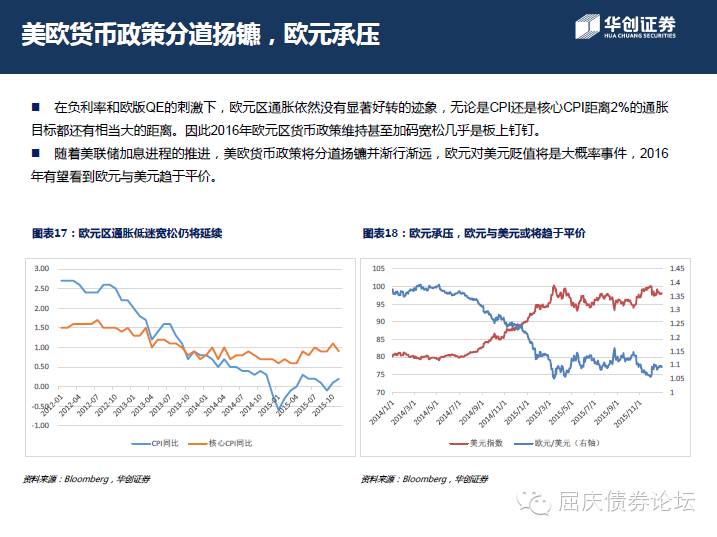 美欧货币政策分道扬镳，欧元承压
华创证券
HUA CHUANG SECURITIES
■ 在负利率和欧版QE的刺激下，欧元区通胀依然没有显著好转的迹象，无论是CPI还是核心CPI距离2%的通胀
目标都还有相当大的距离。因此2016年欧元区货币政策维持甚至加码宽松几乎是板上钉钉。
■ 随着美联储加息进程的推进，美欧货币政策将分道扬镳并渐行渐远，欧元对美元贬值将是大概率事件，2016
年有望看到欧元与美元趋于平价。
图表17：欧元区通胀低迷宽松仍将延续
3.00
2.50
2.00
1.50
1.00
0.50
0.00
-0.50
-1.00
2012-01 2012-04 2012-07 2012-10 2013-01 2013-04 2013-07 2013-10 2014-01 2014-04 2014-07 2014-10 2015-01 2015-04 2015-07 2015-10
CPI同比 核心CPI同比
资料来源：Bloomberg，华创证券
图表18：欧元承压，欧元与美元或将趋于平价
105
100
95
90
85
80
75
70
1.45
1.4
1.35
1.3
1.25
1.2
1.15
1.1
1.05
1
2014/1/1 2014/3/1 2014/5/1 2014/7/1 2014/9/1 2014/11/1 2015/1/1 2015/3/1 2015/5/1 2015/7/1 2015/9/1 2015/11/1
美元指数 欧元/美元（右轴）
资料来源：Bloomberg，华创证券
屈庆债券论坛